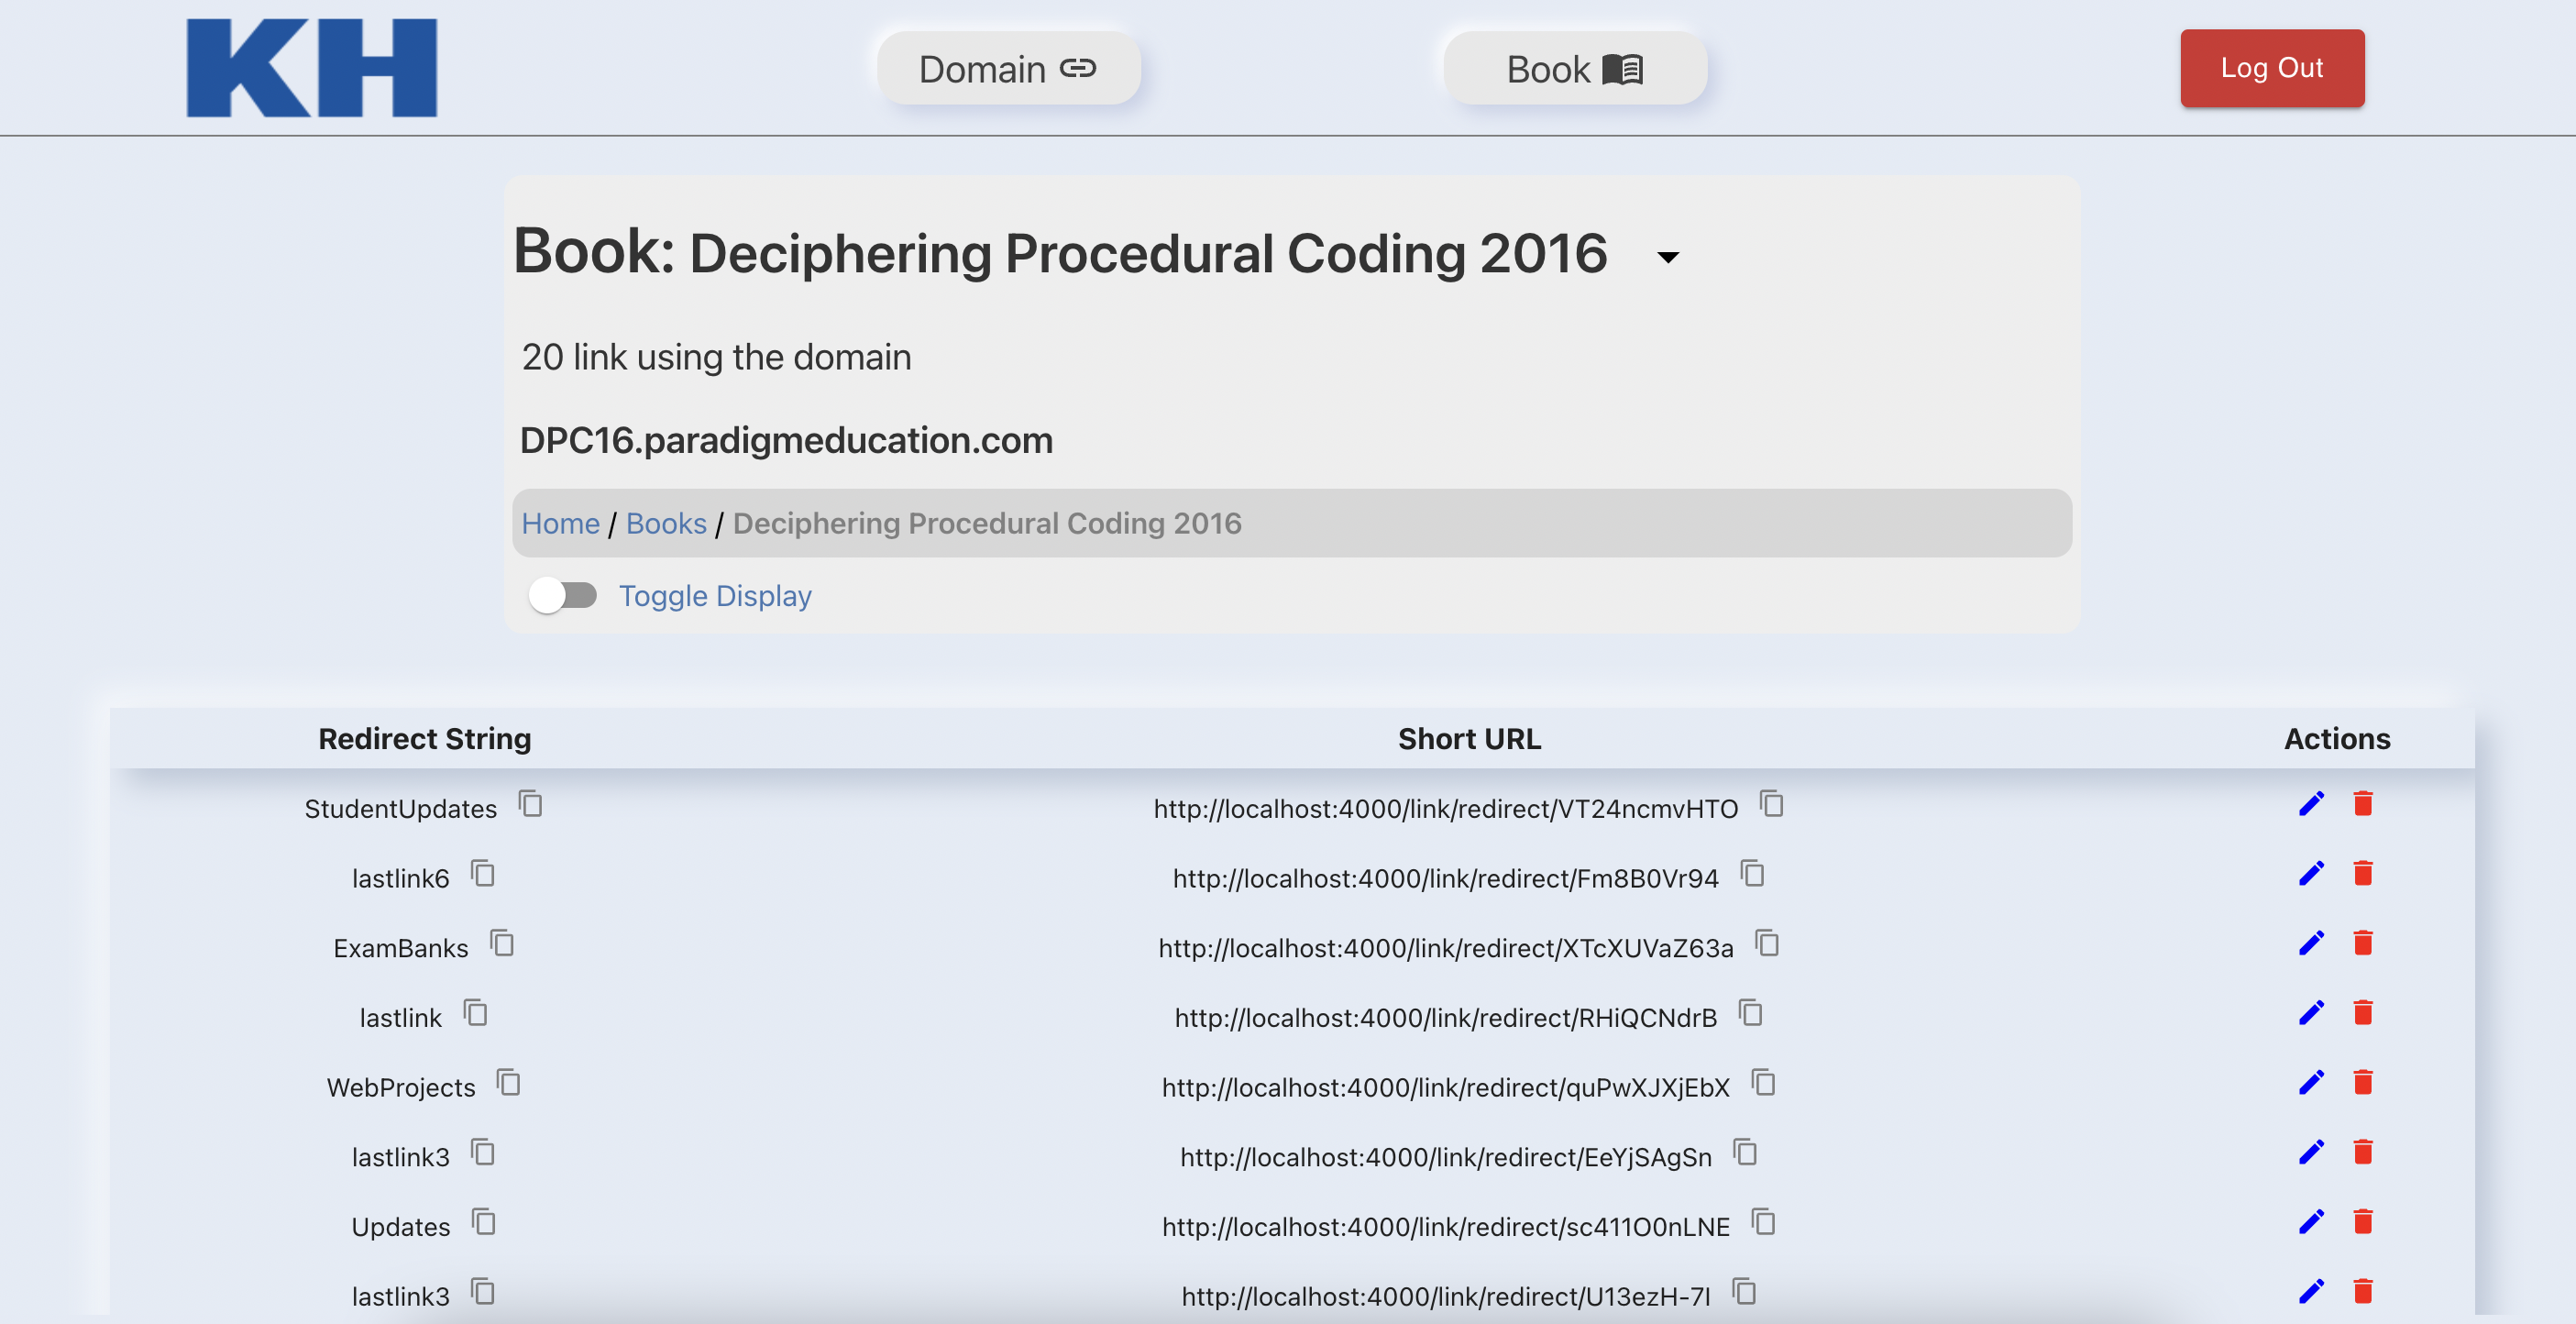 KH
Domain
Book
Log Out
Book: Deciphering Procedural Coding 2016
20 link using the domain
DPC16.paradigmeducation.com
Home / Books / Deciphering Procedural Coding 2016
Toggle Display
Redirect String Short URL Actions
StudentUpdates http://localhost:4000/link/redirect/VT24ncmvHTO
lastlink6 http://localhost:4000/link/redirect/Fm8B0Vr94
ExamBanks http://localhost:4000/link/redirect/XTcXUVaZ63a
lastlink http://localhost:4000/link/redirect/RHiQCNdrB
WebProjects http://localhost:4000/link/redirect/quPwXJXjEbX
lastlink3 http://localhost:4000/link/redirect/EeYjSAgSn
Updates http://localhost:4000/link/redirect/sc411O0nLNE
lastlink3 http://localhost:4000/link/redirect/U13ezH-7I